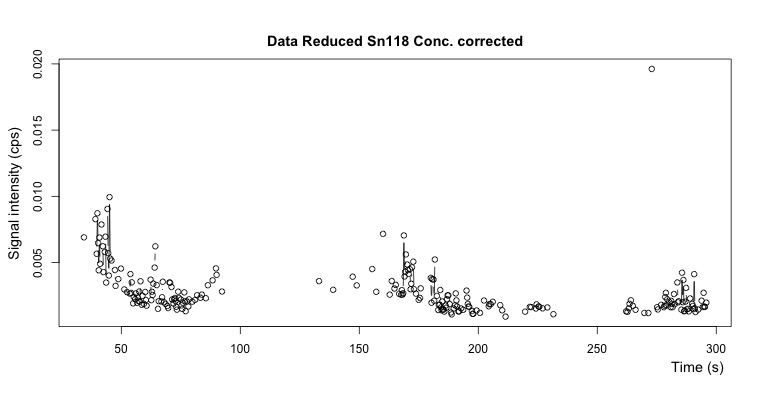 Data Reduced Sn118 Conc. corrected
Signal intensity (cps)
0.020
0.015
0.010
0.005
50 100 150 200 250 300
Time (s)